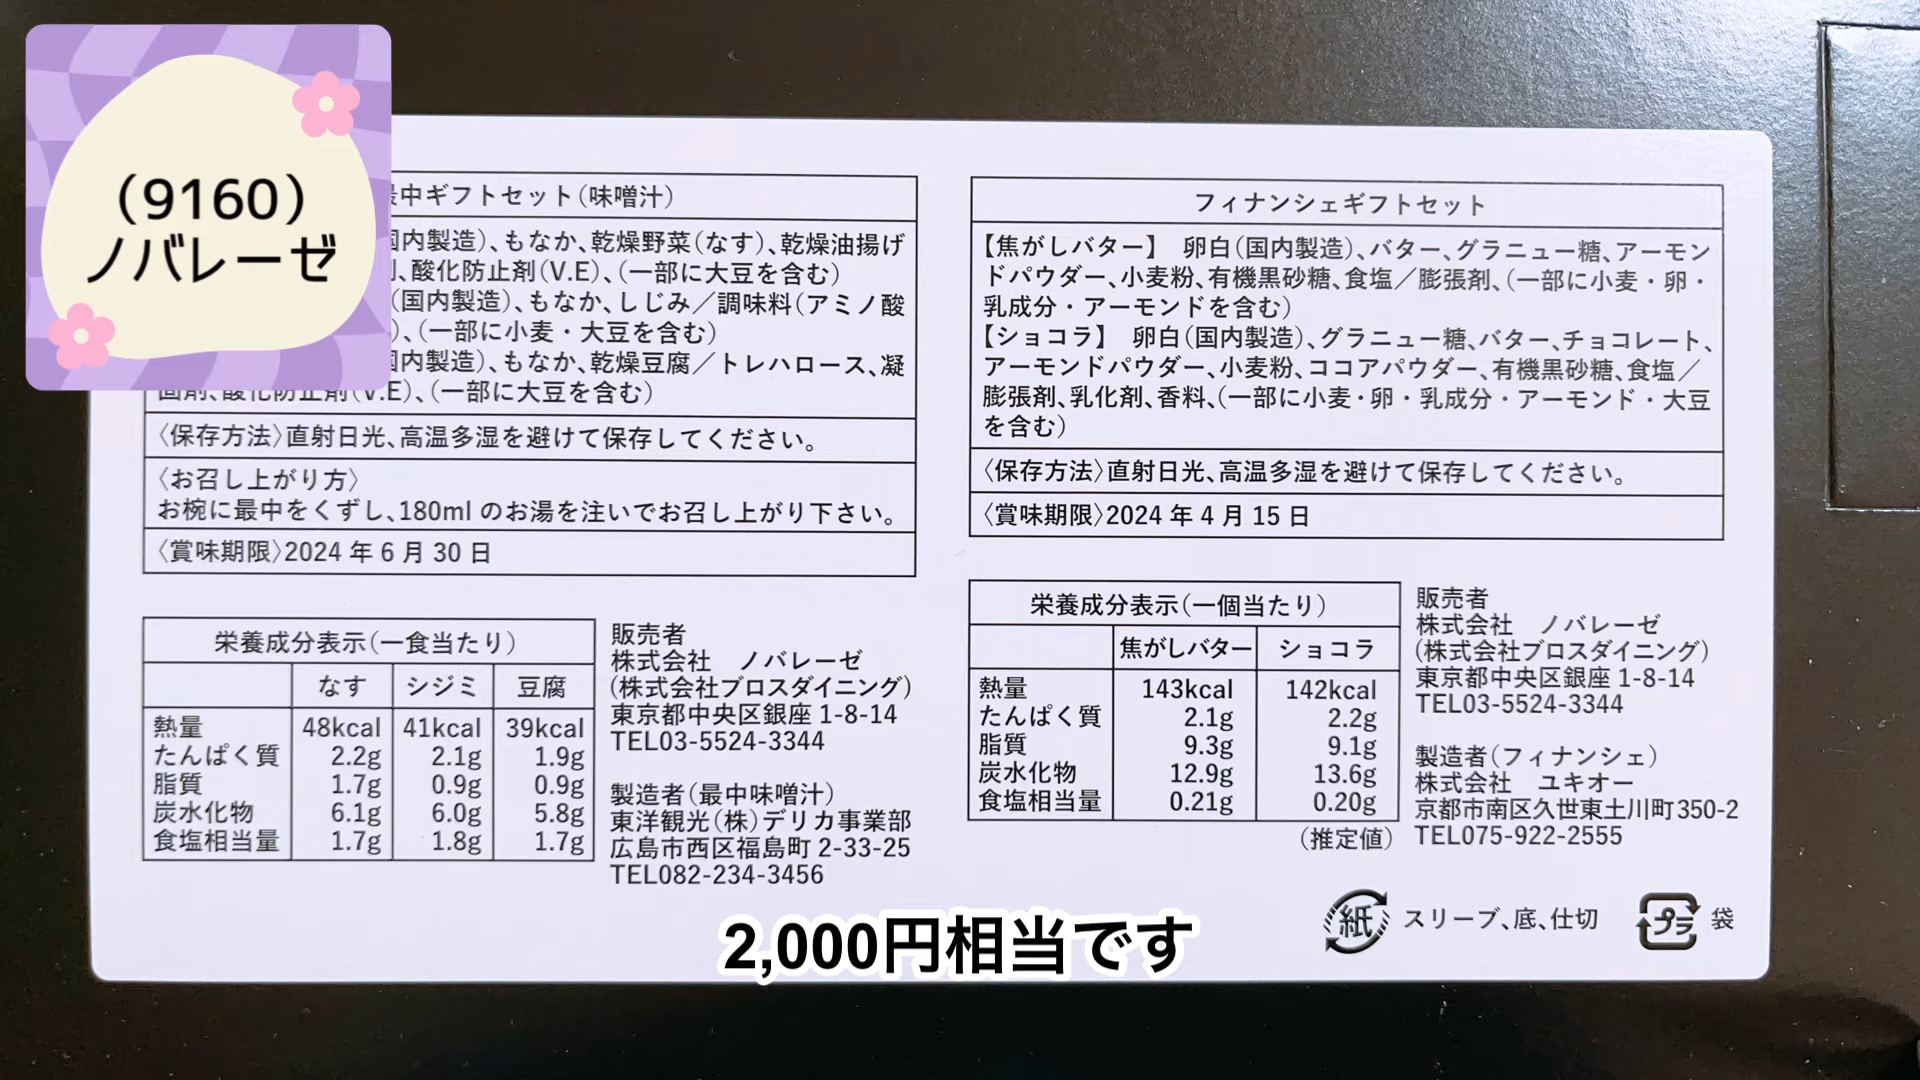 (9160)
ノバレーゼ
中ギフトセット(味噌汁)
内製造)、もなか、乾燥野菜(なす)、乾燥油揚げ
、酸化防止剤(V.E)、(一部に大豆を含む)
(国内製造)、もなか、しじみ／調味料(アミノ酸
)、(一部に小麦・大豆を含む)
内製造)、もなか、乾燥豆腐／トレハロース、凝
固剤、酸化防止剤(V.E)、(一部に大豆を含む)
〈保存方法〉直射日光、高温多湿を避けて保存してください。
〈お召し上がり方〉
お椀に最中をくずし、180ml のお湯を注いでお召し上がり下さい。
〈賞味期限〉2024 年 6 月 30 日
栄養成分表示(一食当たり)
なす シジミ 豆腐
熱量 48kcal 41kcal 39kcal
たんぱく質 2.2g 2.1g 1.9g
脂質 1.7g 0.9g 0.9g
炭水化物 6.1g 6.0g 5.8g
食塩相当量 1.7g 1.8g 1.7g
販売者
株式会社 ノバレーゼ
(株式会社ブロスダイニング)
東京都中央区銀座 1-8-14
TEL03-5524-3344
製造者(最中味噌汁)
東洋観光(株)デリカ事業部
広島市西区福島町 2-33-25
TEL082-234-3456
フィナンシェギフトセット
【焦がしバター】 卵白(国内製造)、バター、グラニュー糖、アーモン
ドパウダー、小麦粉、有機黒砂糖、食塩／膨張剤、(一部に小麦・卵・
乳成分・アーモンドを含む)
【ショコラ】 卵白(国内製造)、グラニュー糖、バター、チョコレート、
アーモンドパウダー、小麦粉、ココアパウダー、有機黒砂糖、食塩／
膨張剤、乳化剤、香料、(一部に小麦・卵・乳成分・アーモンド・大豆
を含む)
〈保存方法〉直射日光、高温多湿を避けて保存してください。
〈賞味期限〉2024 年 4 月 15 日
栄養成分表示(一個当たり)
焦がしバター ショコラ
熱量 143kcal 142kcal
たんぱく質 2.1g 2.2g
脂質 9.3g 9.1g
炭水化物 12.9g 13.6g
食塩相当量 0.21g 0.20g
(推定値)
販売者
株式会社 ノバレーゼ
(株式会社ブロスダイニング)
東京都中央区銀座 1-8-14
TEL03-5524-3344
製造者(フィナンシェ)
株式会社 ユキオー
京都市南区久世東土川町350-2
TEL075-922-2555
紙 スリーブ、底、仕切
プラ 袋
2,000円相当です